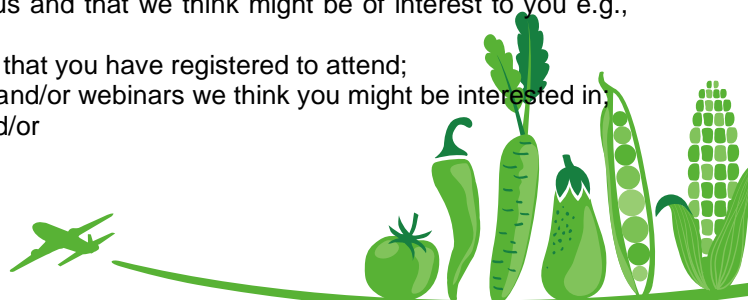 us and that we think might be of interest to you e.g.,
that you have registered to attend;
and/or webinars we think you might be interested in;
d/or